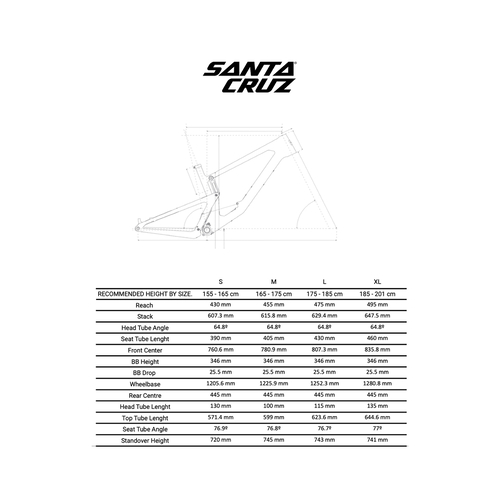 SANTA
CRUZ
S M L XL
RECOMMENDED HEIGHT BY SIZE. 155 - 165 cm 165 - 175 cm 175 - 185 cm 185 - 201 cm
Reach 430 mm 455 mm 475 mm 495 mm
Stack 607.3 mm 615.8 mm 629.4 mm 647.5 mm
Head Tube Angle 64.8º 64.8º 64.8º 64.8º
Seat Tube Lenght 390 mm 405 mm 430 mm 460 mm
Front Center 760.6 mm 780.9 mm 807.3 mm 835.8 mm
BB Height 346 mm 346 mm 346 mm 346 mm
BB Drop 25.5 mm 25.5 mm 25.5 mm 25.5 mm
Wheelbase 1205.6 mm 1225.9 mm 1252.3 mm 1280.8 mm
Rear Centre 445 mm 445 mm 445 mm 445 mm
Head Tube Lenght 130 mm 100 mm 115 mm 135 mm
Top Tube Lenght 571.4 mm 599 mm 623.6 mm 644.6 mm
Seat Tube Angle 76.9º 76.8º 76.7º 77º
Standover Height 720 mm 745 mm 743 mm 741 mm